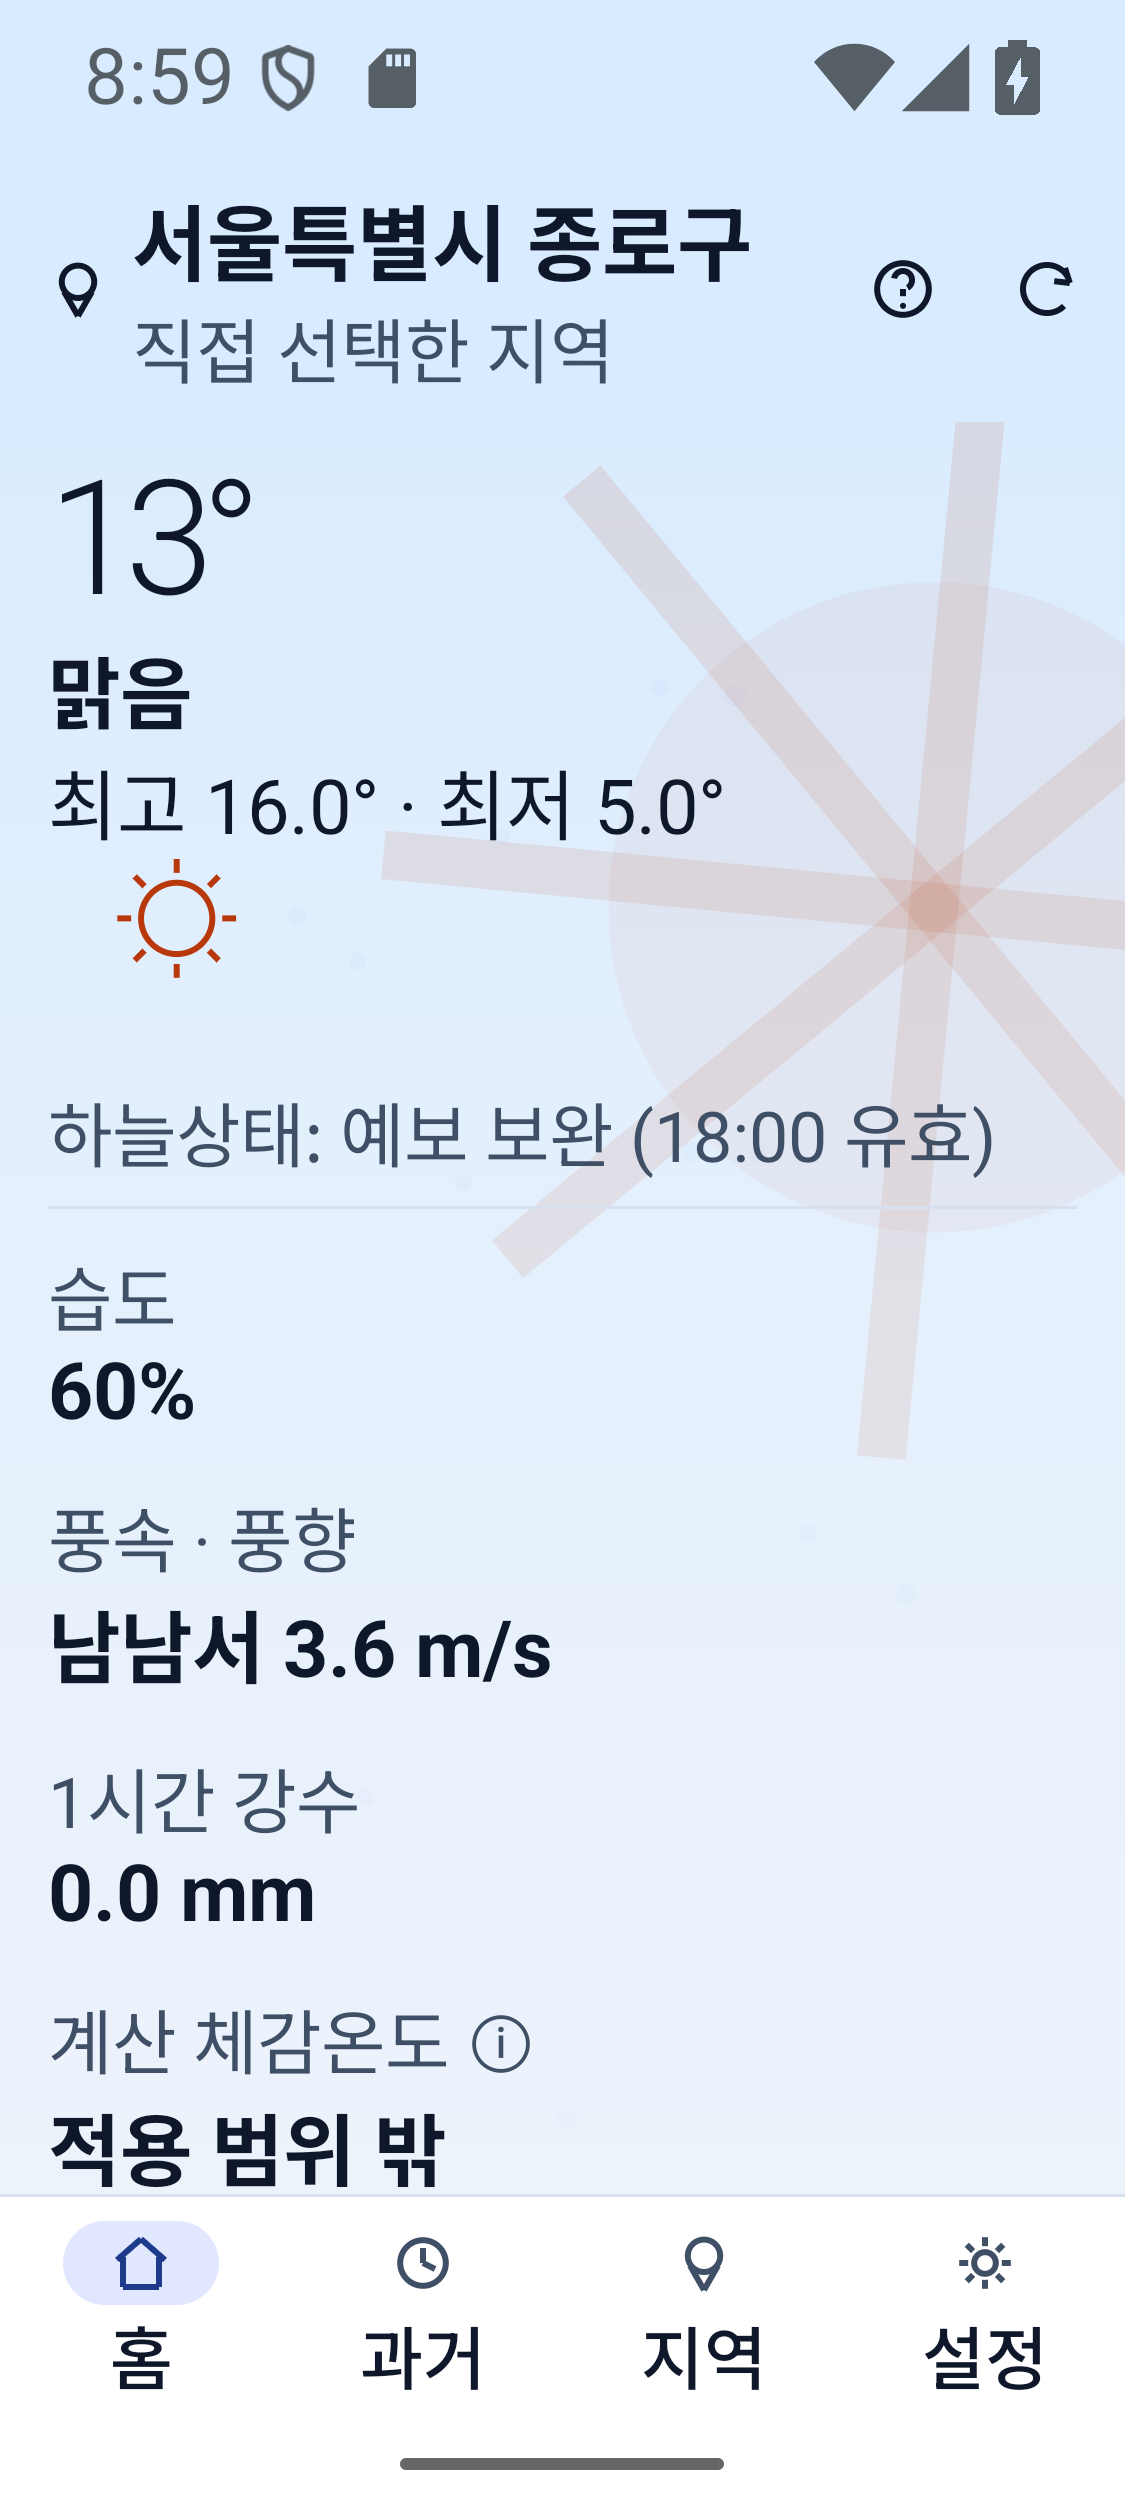 8:59
서울특별시 종로구
직접 선택한 지역
13°
맑음
최고 16.0° · 최저 5.0°
하늘상태: 예보 보완 (18:00 유효)
습도
60%
풍속 · 풍향
남남서 3.6 m/s
1시간 강수
0.0 mm
계산 체감온도
적용 범위 밖
홈
과거
지역
설정